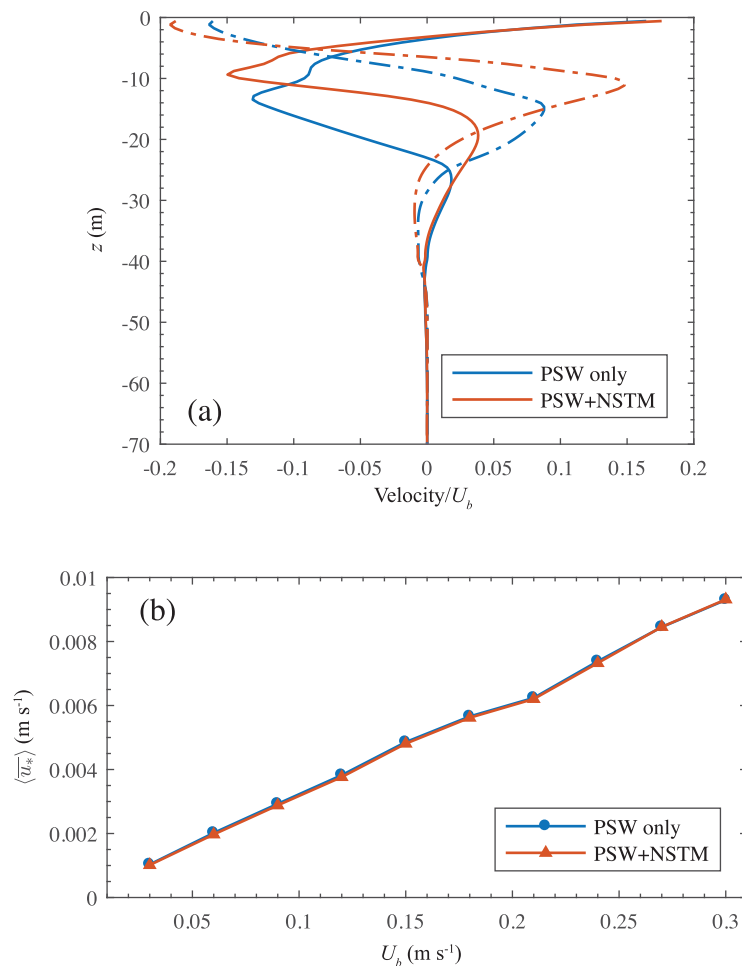 0
-10
-20
-30
-40
-50
-60
-70
z (m)
(a)
PSW only
PSW+NSTM
-0.2 -0.15 -0.1 -0.05 0 0.05 0.1 0.15 0.2
Velocity/U_b
0.01
0.008
0.006
0.004
0.002
0
⟨u̅_*⟩ (m s⁻¹)
(b)
PSW only
PSW+NSTM
0.05 0.1 0.15 0.2 0.25 0.3
U_b (m s⁻¹)